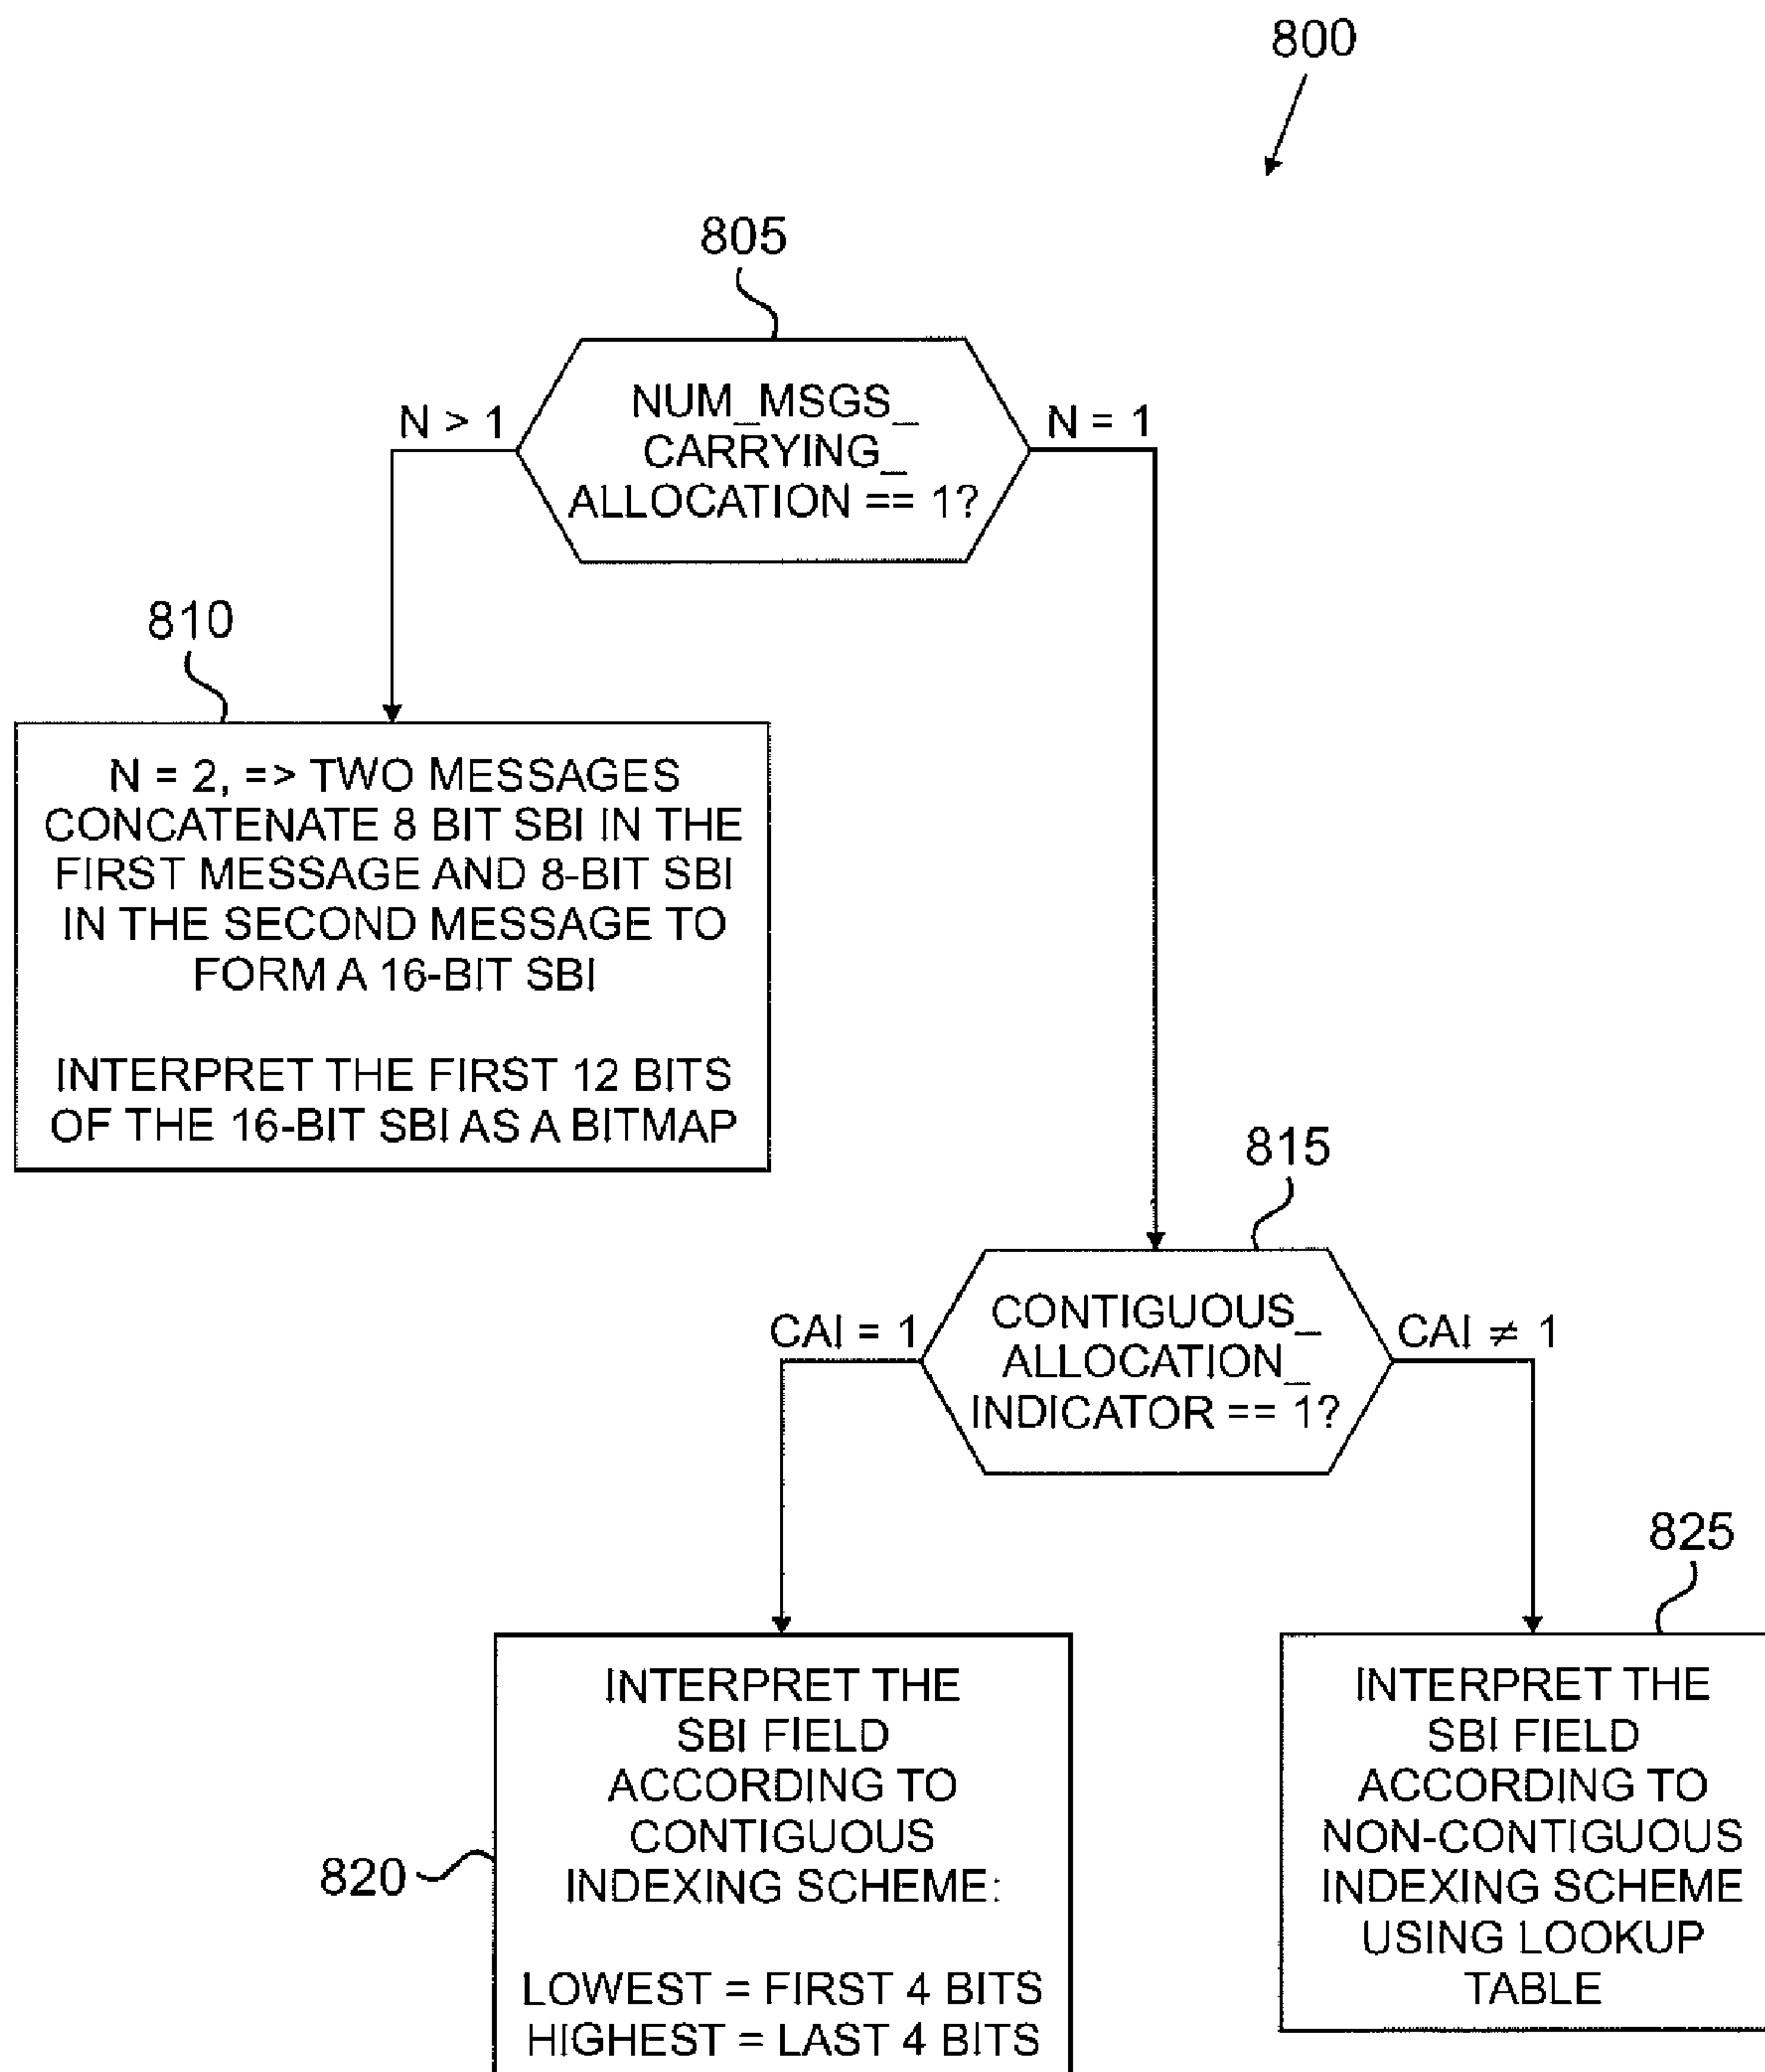 800
805
NUM_MSGS_
CARRYING_
ALLOCATION == 1?
N > 1
N = 1
810
N = 2, => TWO MESSAGES
CONCATENATE 8 BIT SBI IN THE
FIRST MESSAGE AND 8-BIT SBI
IN THE SECOND MESSAGE TO
FORM A 16-BIT SBI
INTERPRET THE FIRST 12 BITS
OF THE 16-BIT SBI AS A BITMAP
815
CONTIGUOUS_
ALLOCATION_
INDICATOR == 1?
CAI = 1
CAI ≠ 1
820
INTERPRET THE
SBI FIELD
ACCORDING TO
CONTIGUOUS
INDEXING SCHEME:
LOWEST = FIRST 4 BITS
HIGHEST = LAST 4 BITS
825
INTERPRET THE
SBI FIELD
ACCORDING TO
NON-CONTIGUOUS
INDEXING SCHEME
USING LOOKUP
TABLE